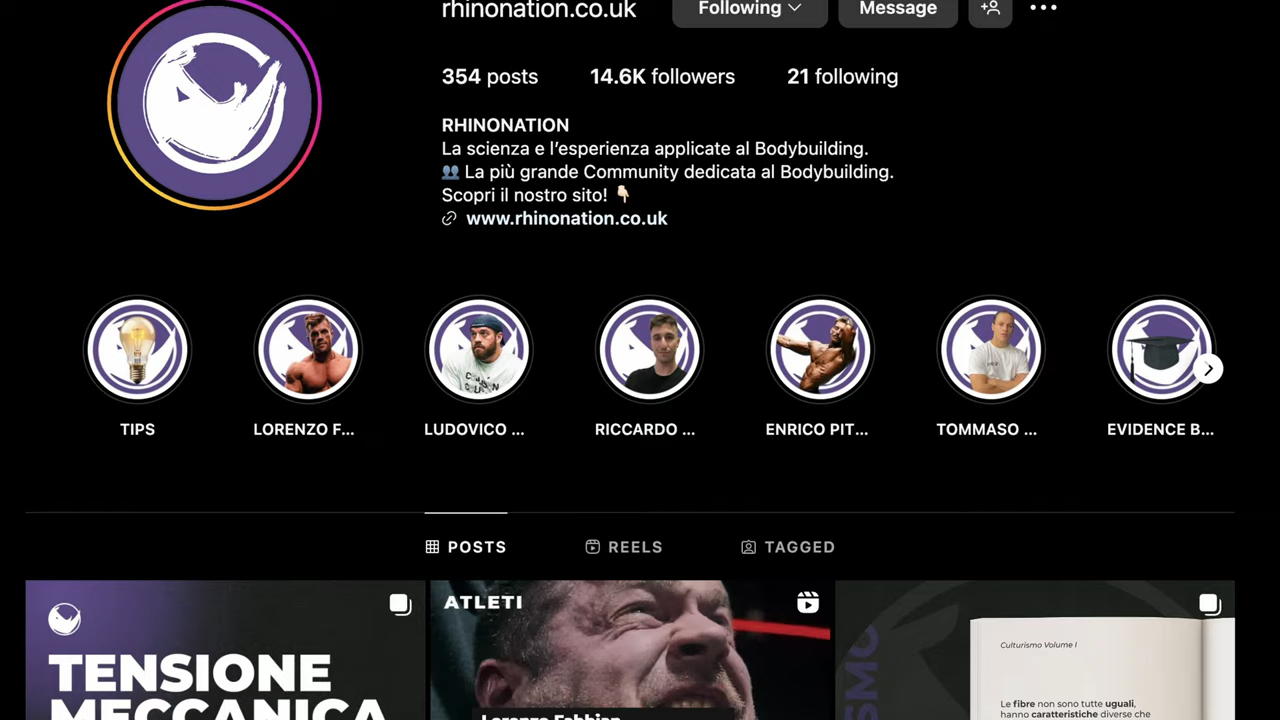 rhinonation.co.uk
Following
Message
354 posts
14.6K followers
21 following
RHINONATION
La scienza e l'esperienza applicate al Bodybuilding.
👥 La più grande Community dedicata al Bodybuilding.
Scopri il nostro sito! 👇🏻
www.rhinonation.co.uk
TIPS
LORENZO F...
LUDOVICO ...
RICCARDO ...
ENRICO PIT...
TOMMASO ...
EVIDENCE B...
POSTS
REELS
TAGGED
TENSIONE
MECCANICA
ATLETI
Lorenzo Fabbian
Culturismo Volume I
Le fibre non sono tutte uguali,
hanno caratteristiche diverse che